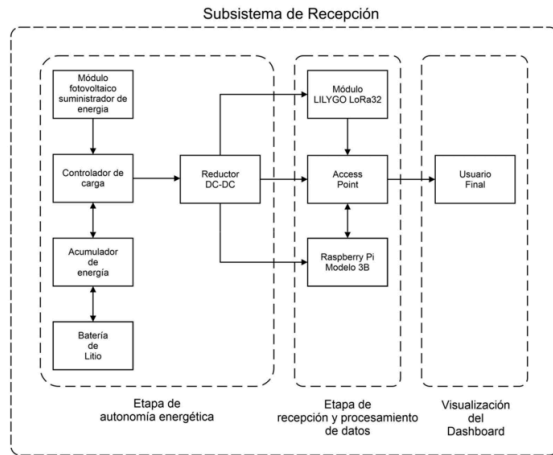 Subsistema de Recepción
Módulo
fotovoltaico
suministrador de
energia
Controlador de
carga
Acumulador
de
energía
Batería
de
Litio
Reductor
DC-DC
Módulo
LILYGO LoRa32
Access
Point
Raspberry Pi
Modelo 3B
Usuario
Final
Etapa de
autonomía energética
Etapa de
recepción y procesamiento
de datos
Visualización
del
Dashboard